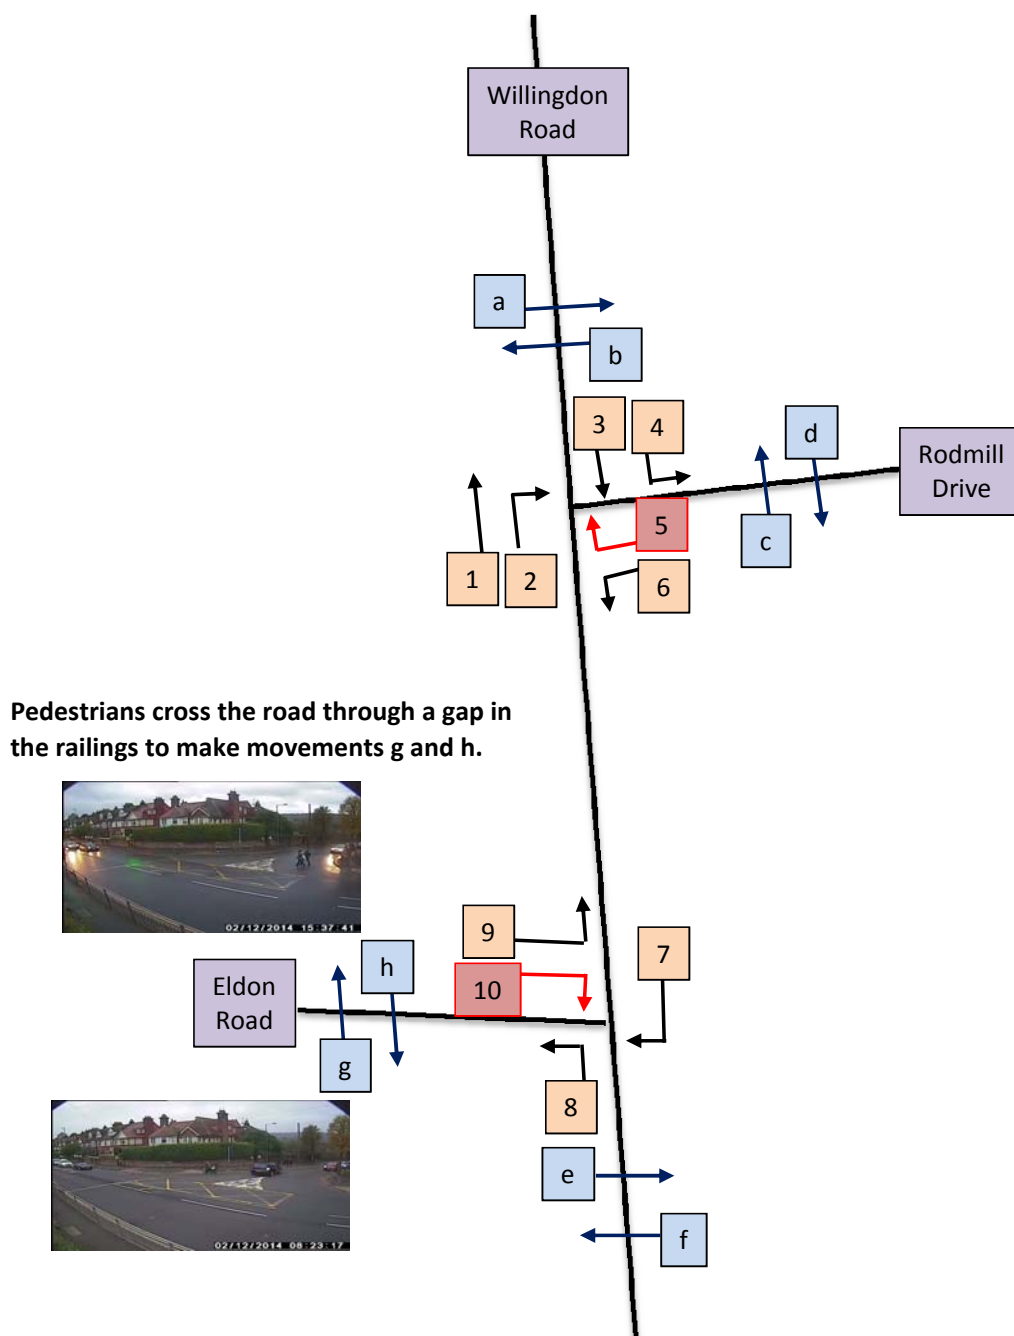 Willingdon
Road
a
b
3
4
d
Rodmill
Drive
5
c
1
2
6
Pedestrians cross the road through a gap in
the railings to make movements g and h.
02/12/2014 15:37:41
9
7
h
10
Eldon
Road
g
8
02/12/2014 08:23:17
e
f